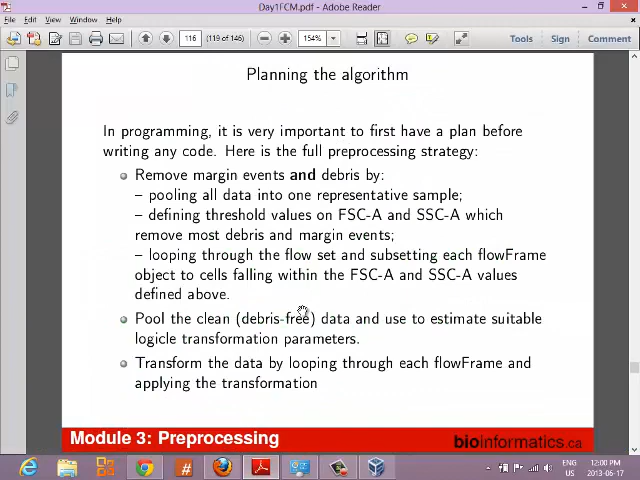 Day1FCM.pdf - Adobe Reader
File Edit View Window Help
116 (119 of 146) 154% Tools Sign Comment
Planning the algorithm
In programming, it is very important to first have a plan before
writing any code. Here is the full preprocessing strategy:
Remove margin events and debris by:
– pooling all data into one representative sample;
– defining threshold values on FSC-A and SSC-A which
remove most debris and margin events;
– looping through the flow set and subsetting each flowFrame
object to cells falling within the FSC-A and SSC-A values
defined above.
Pool the clean (debris-free) data and use to estimate suitable
logicle transformation parameters.
Transform the data by looping through each flowFrame and
applying the transformation
Module 3: Preprocessing
bioinformatics.ca
ENG 12:00 PM
US 2013-06-17